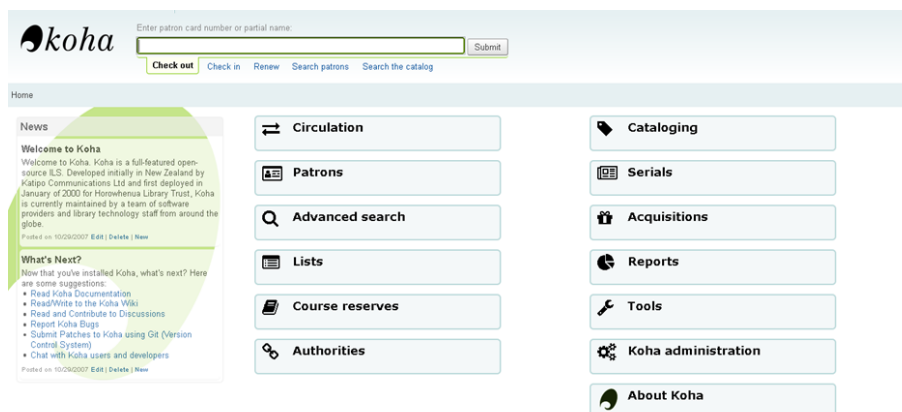 koha
Enter patron card number or partial name:
Submit
Check out Check in Renew Search patrons Search the catalog
Home
News
Welcome to Koha
Welcome to Koha. Koha is a full-featured open-
source ILS. Developed initially in New Zealand by
Katipo Communications Ltd and first deployed in
January of 2000 for Horowhenua Library Trust, Koha
is currently maintained by a team of software
providers and library technology staff from around the
globe.
Posted on 10/29/2007 Edit | Delete | New
What's Next?
Now that you've installed Koha, what's next? Here
are some suggestions:
• Read Koha Documentation
• Read/Write to the Koha Wiki
• Read and Contribute to Discussions
• Report Koha Bugs
• Submit Patches to Koha using Git (Version
Control System)
• Chat with Koha users and developers
Posted on 10/29/2007 Edit | Delete | New
Circulation
Patrons
Advanced search
Lists
Course reserves
Authorities
Cataloging
Serials
Acquisitions
Reports
Tools
Koha administration
About Koha